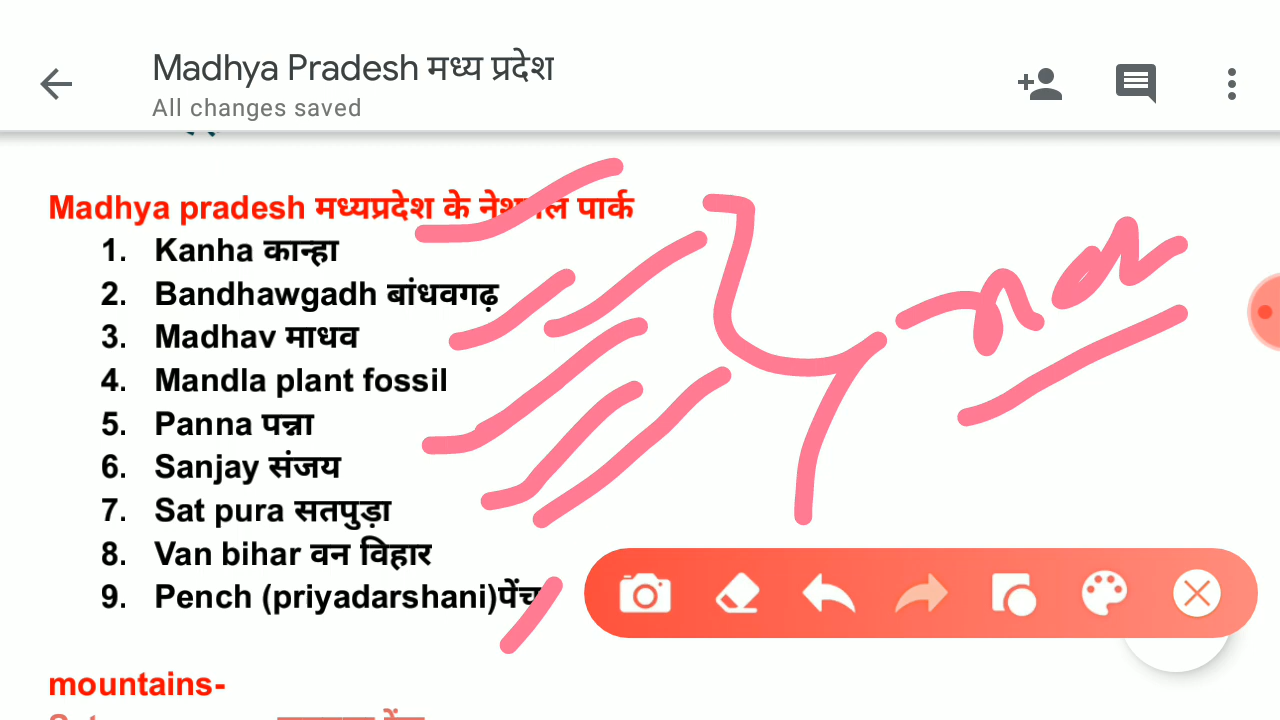 Madhya Pradesh मध्य प्रदेश
All changes saved
Madhya pradesh मध्यप्रदेश के नेशनल पार्क
1. Kanha कान्हा
2. Bandhawgadh बांधवगढ़
3. Madhav माधव
4. Mandla plant fossil
5. Panna पन्ना
6. Sanjay संजय
7. Sat pura सतपुड़ा
8. Van bihar वन विहार
9. Pench (priyadarshani)पेंच
mountains-